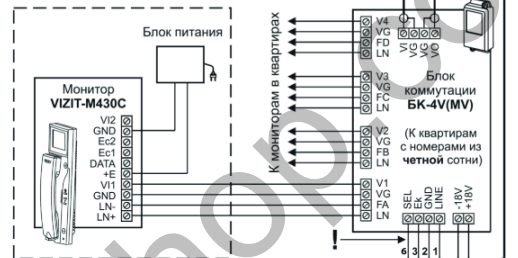 Блок питания
Монитор
VIZIT-M430C
VI2
GND
Ec2
Ec1
DATA
+E
VI1
GND
LN-
LN+
К мониторам в квартирах
V4
VG
FD
LN
V3
VG
FC
LN
V2
VG
FB
LN
V1
VG
FA
LN
VI
VG
VG
VO
Блок
коммутации
БК-4V(MV)
(К квартирам
с номерами из
четной сотни)
SEL
Ek
GND
LINE
-18V
+18V
!
6 3 2 1